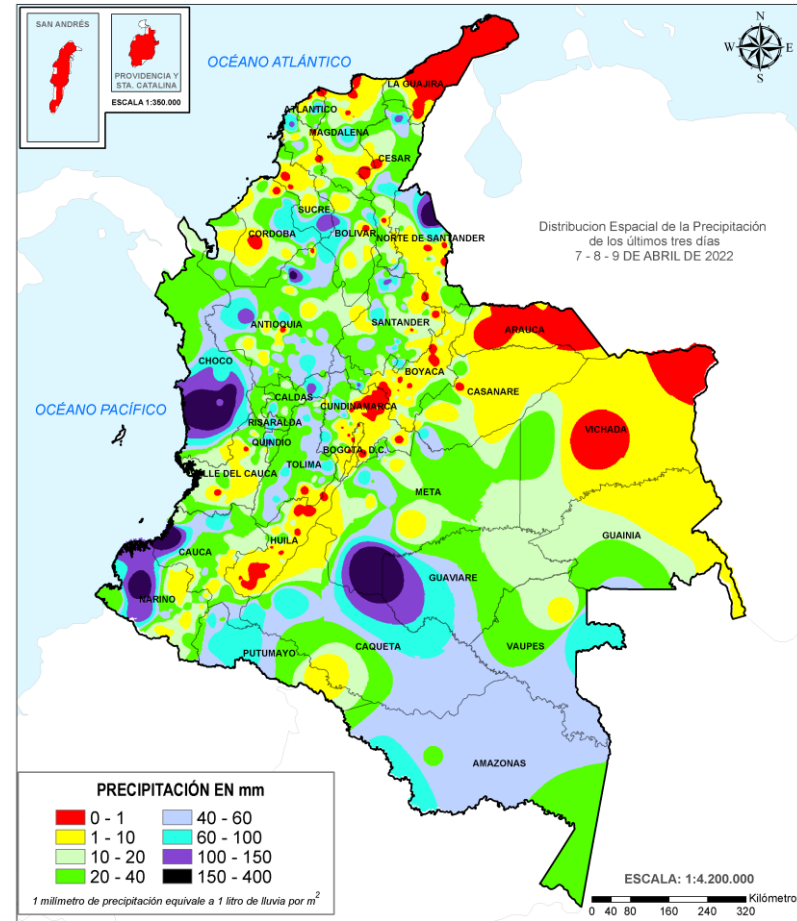 SAN ANDRÉS
PROVIDENCIA Y
STA. CATALINA
ESCALA 1:350.000
OCÉANO ATLÁNTICO
N
W
E
S
LA GUAJIRA
ATLANTICO
MAGDALENA
CESAR
SUCRE
CORDOBA
BOLIVAR
NORTE DE SANTANDER
Distribucion Espacial de la Precipitación
de los últimos tres días
7 - 8 - 9 DE ABRIL DE 2022
ANTIOQUIA
SANTANDER
ARAUCA
CHOCO
BOYACA
CASANARE
OCÉANO PACÍFICO
CALDAS
CUNDINAMARCA
RISARALDA
VICHADA
QUINDIO
BOGOTA, D.C.
VALLE DEL CAUCA
TOLIMA
META
CAUCA
HUILA
GUAINIA
GUAVIARE
NARIÑO
PUTUMAYO
CAQUETA
VAUPES
AMAZONAS
PRECIPITACIÓN EN mm
0 - 1
40 - 60
1 - 10
60 - 100
10 - 20
100 - 150
20 - 40
150 - 400
1 milímetro de precipitación equivale a 1 litro de lluvia por m²
ESCALA: 1:4.200.000
Kilómetros
0 40 80 160 240 320